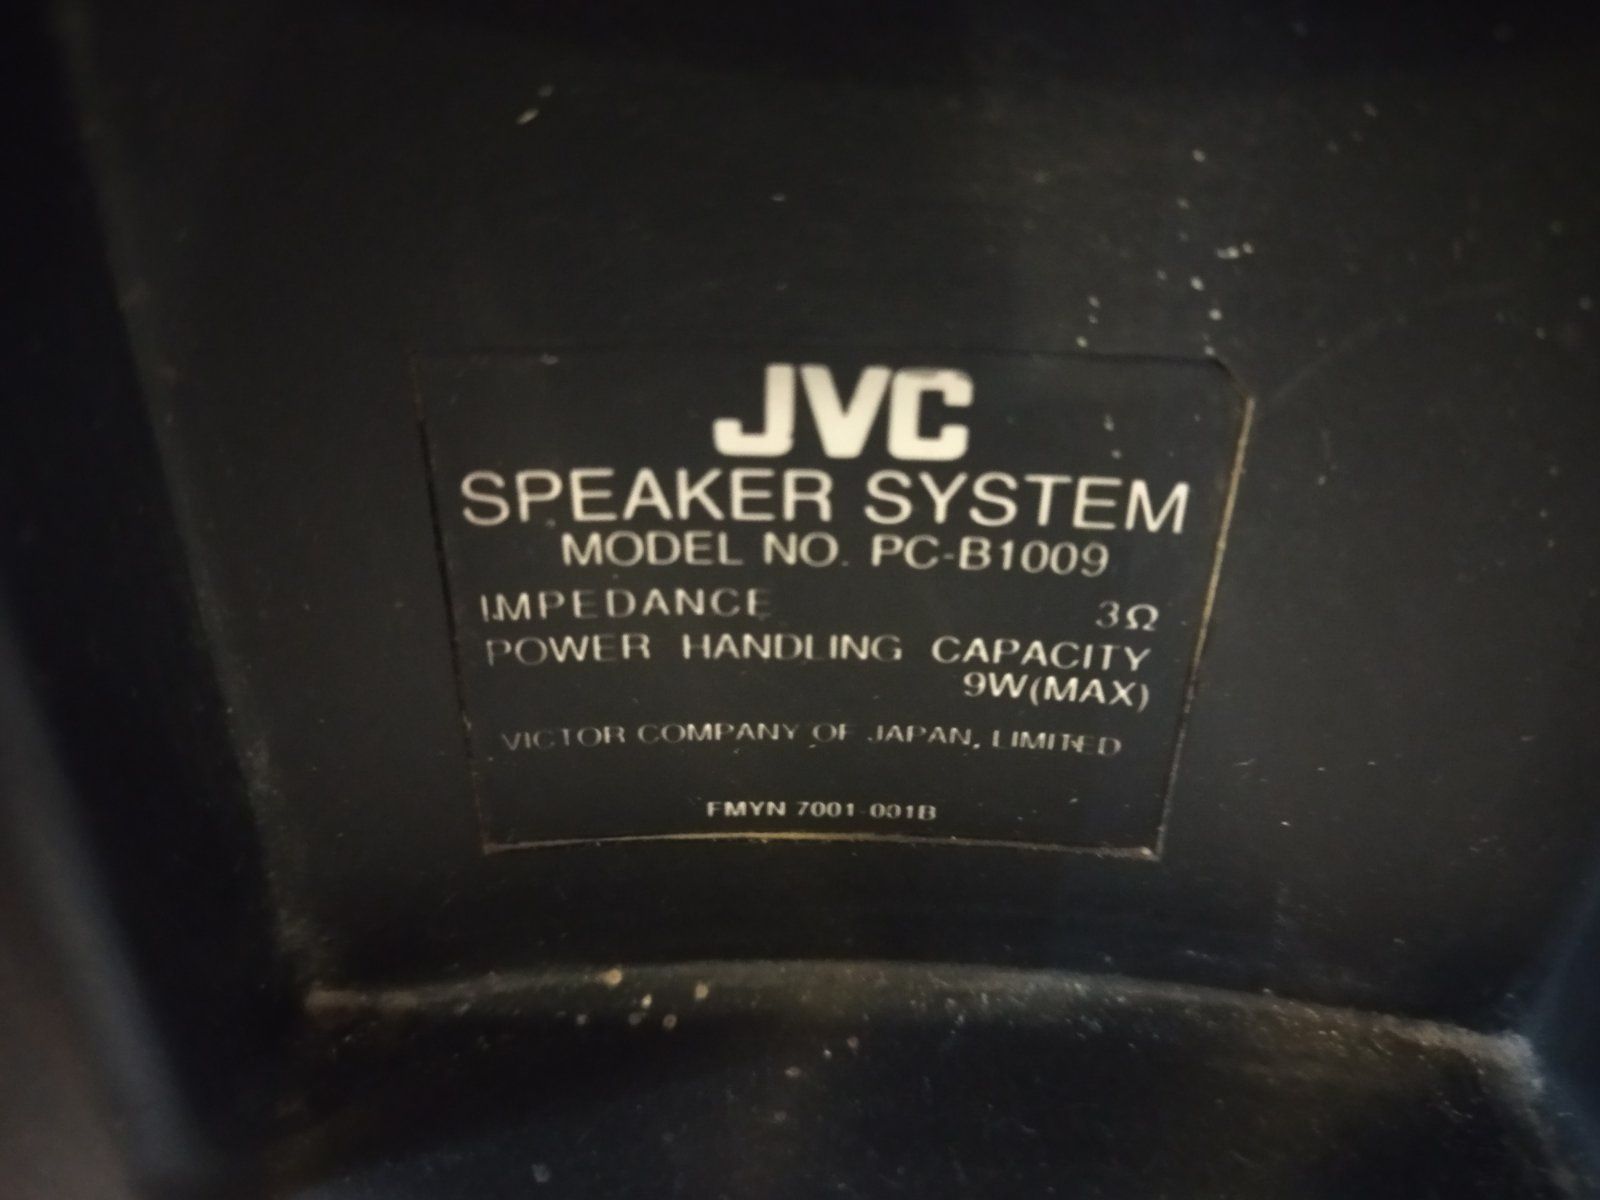 JVC
SPEAKER SYSTEM
MODEL NO. PC-B1009
IMPEDANCE 3Ω
POWER HANDLING CAPACITY
9W(MAX)
VICTOR COMPANY OF JAPAN, LIMITED
FMYN 7001-001B